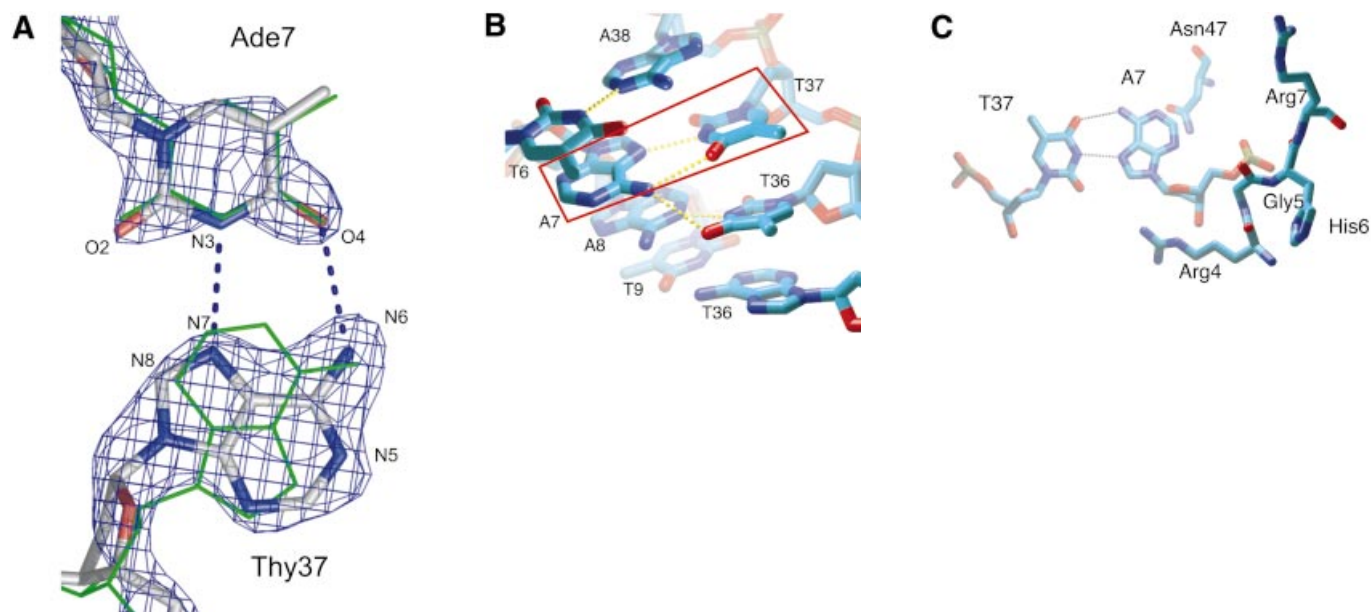 A
Ade7
O2
N3
O4
N7
N6
N8
N5
Thy37
B
A38
T37
T6
A7
T36
A8
T9
T36
C
Asn47
A7
T37
Arg7
Gly5
His6
Arg4